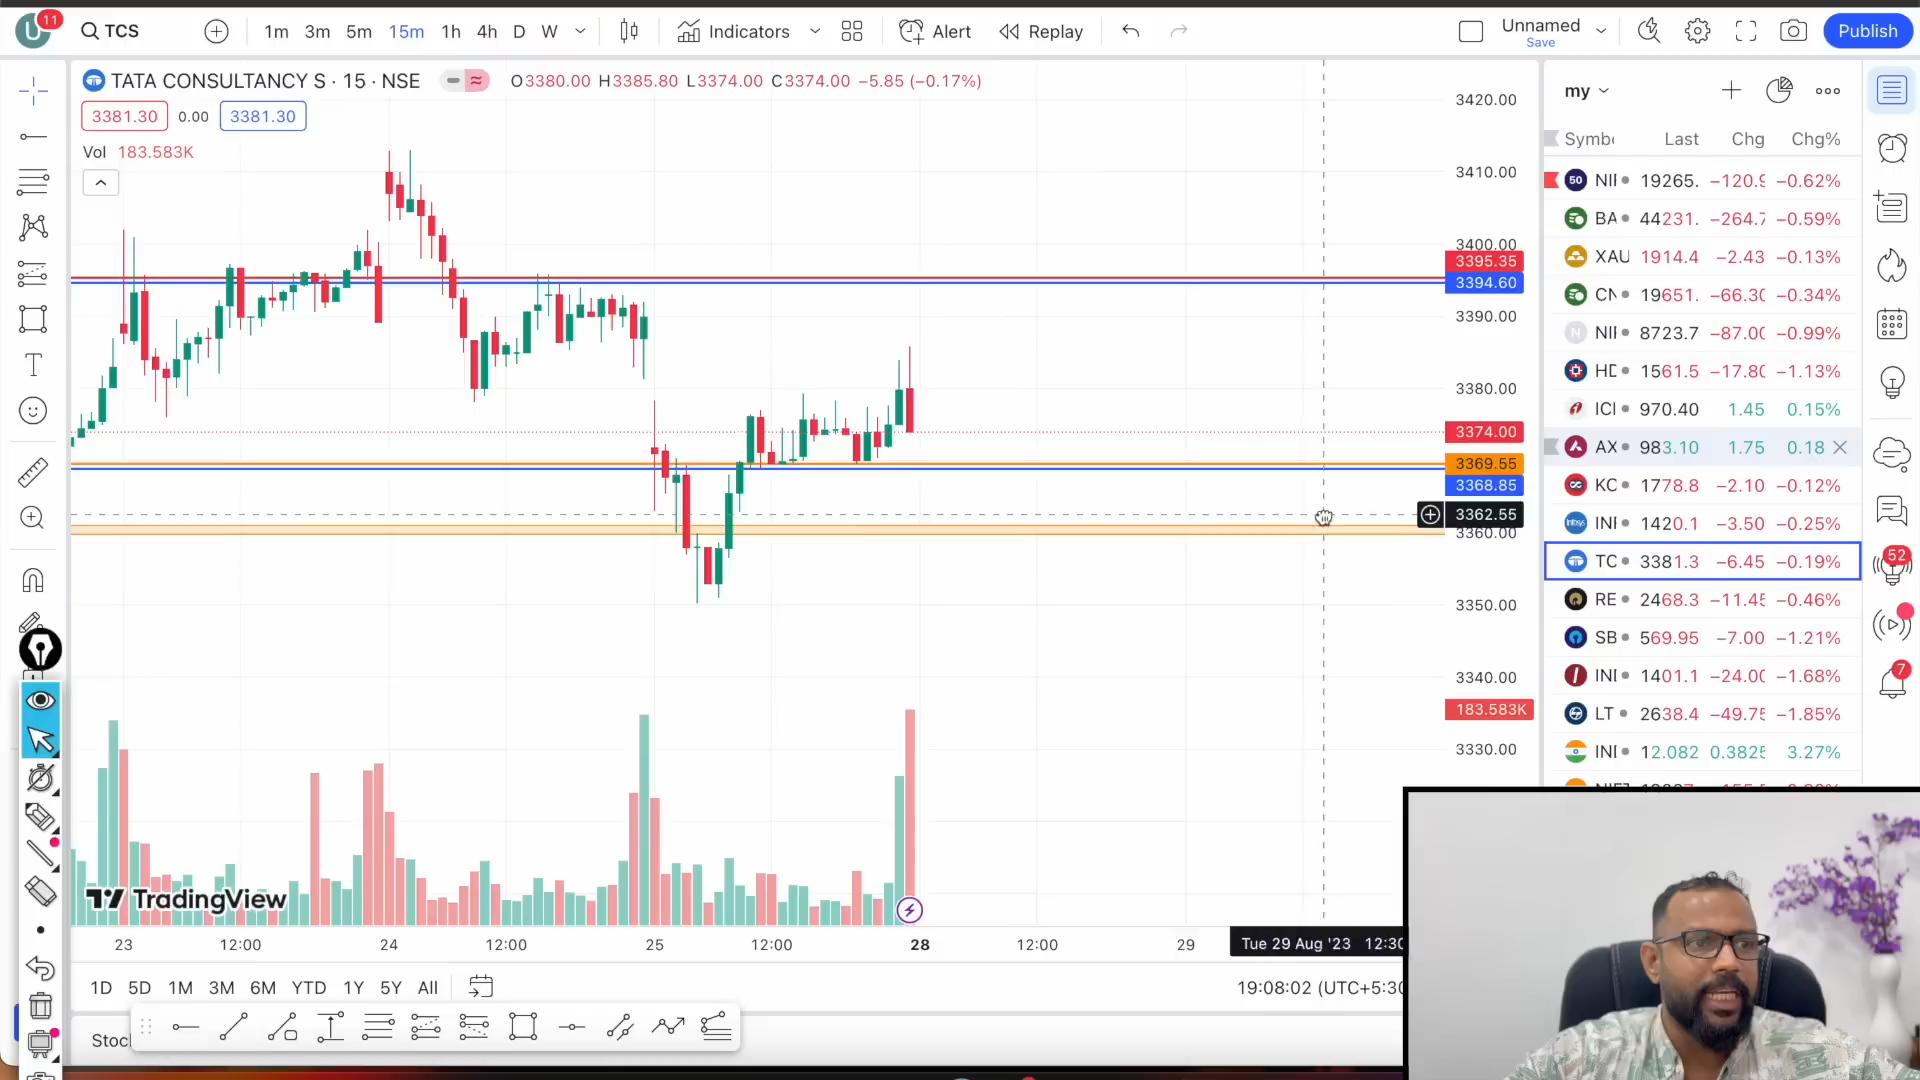 U 11 TCS 1m 3m 5m 15m 1h 4h D W Indicators Alert Replay Unnamed Save Publish
TATA CONSULTANCY S · 15 · NSE O3380.00 H3385.80 L3374.00 C3374.00 −5.85 (−0.17%)
3381.30 0.00 3381.30
Vol 183.583K
3420.00
3410.00
3400.00
3395.35
3394.60
3390.00
3380.00
3374.00
3369.55
3368.85
3362.55
3360.00
3350.00
3340.00
183.583K
3330.00
my
Symb Last Chg Chg%
50 NI 19265. −120.9 −0.62%
BA 44231. −264.7 −0.59%
XAU 1914.4 −2.43 −0.13%
CN 19651. −66.30 −0.34%
N NI 8723.7 −87.00 −0.99%
HD 1561.5 −17.80 −1.13%
ICI 970.40 1.45 0.15%
AX 983.10 1.75 0.18
KO 1778.8 −2.10 −0.12%
Infosys INI 1420.1 −3.50 −0.25%
TC 3381.3 −6.45 −0.19%
RE 2468.3 −11.45 −0.46%
SB 569.95 −7.00 −1.21%
INI 1401.1 −24.00 −1.68%
LT 2638.4 −49.75 −1.85%
INI 12.082 0.3825 3.27%
52
7
TradingView
23 12:00 24 12:00 25 12:00 28 12:00 29 Tue 29 Aug '23 12:30
1D 5D 1M 3M 6M YTD 1Y 5Y All 19:08:02 (UTC+5:30
Stoc